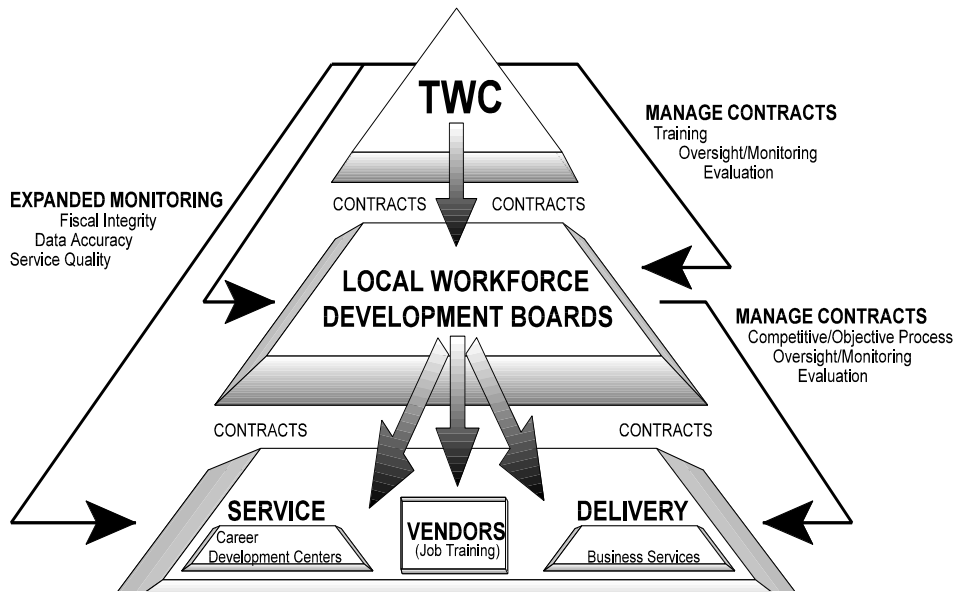 TWC
MANAGE CONTRACTS
Training
Oversight/Monitoring
Evaluation
EXPANDED MONITORING
Fiscal Integrity
Data Accuracy
Service Quality
CONTRACTS CONTRACTS
LOCAL WORKFORCE
DEVELOPMENT BOARDS
MANAGE CONTRACTS
Competitive/Objective Process
Oversight/Monitoring
Evaluation
CONTRACTS CONTRACTS
SERVICE
Career
Development Centers
VENDORS
(Job Training)
DELIVERY
Business Services